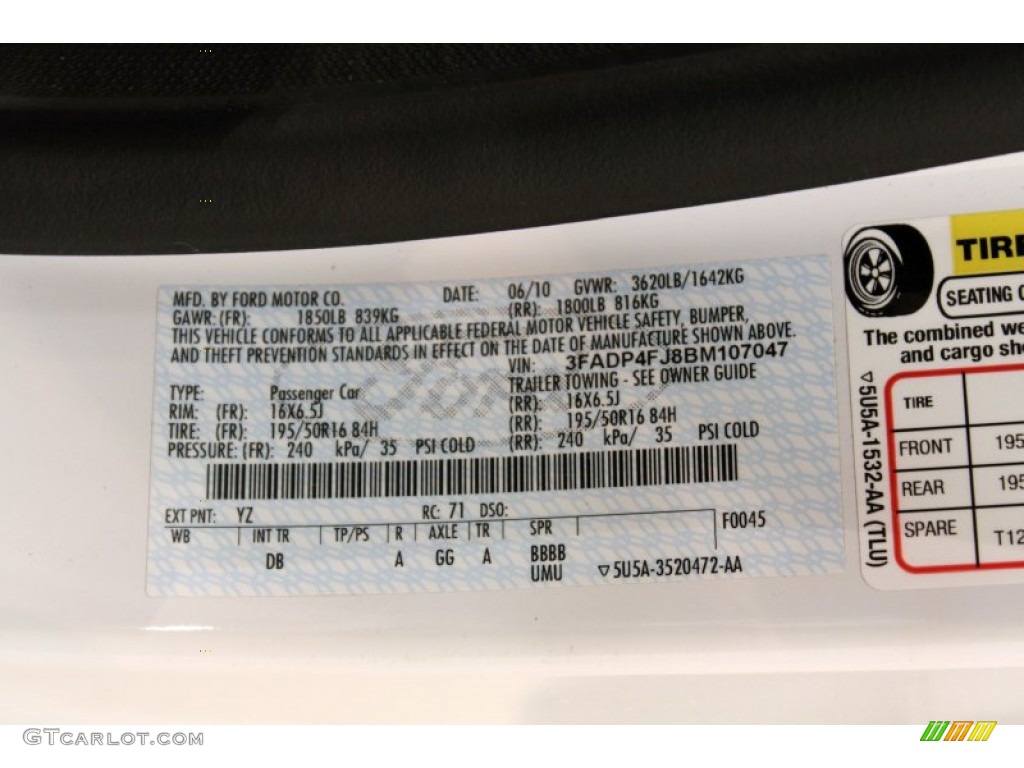 MFD. BY FORD MOTOR CO.
DATE: 06/10 GVWR: 3620LB/1642KG
GAWR: (FR): 1850LB 839KG (RR): 1800LB 816KG
THIS VEHICLE CONFORMS TO ALL APPLICABLE FEDERAL MOTOR VEHICLE SAFETY, BUMPER,
AND THEFT PREVENTION STANDARDS IN EFFECT ON THE DATE OF MANUFACTURE SHOWN ABOVE.
VIN: 3FADP4FJ8BM107047
TYPE: Passenger Car TRAILER TOWING - SEE OWNER GUIDE
RIM: (FR): 16X6.5J (RR): 16X6.5J
TIRE: (FR): 195/50R16 84H (RR): 195/50R16 84H
PRESSURE: (FR): 240 kPa/ 35 PSI COLD (RR): 240 kPa/ 35 PSI COLD
EXT PNT: YZ RC: 71 DSO:
WB INT TR TP/PS R AXLE TR SPR F0045
DB A GG A BBBB
UMU ▽5U5A-3520472-AA
TIRE
SEATING C
The combined we
and cargo sho
TIRE
FRONT 195
REAR 195
SPARE T12
▽5U5A-1532-AA (TLU)
GTCARLOT.COM